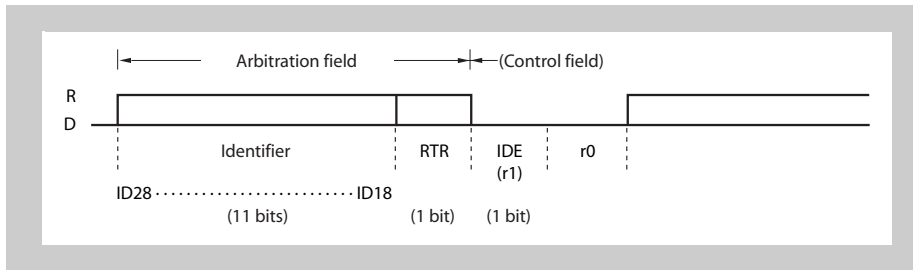 Arbitration field (Control field)
R
D
Identifier RTR IDE r0
(r1)
ID28 ID18
(11 bits) (1 bit) (1 bit)